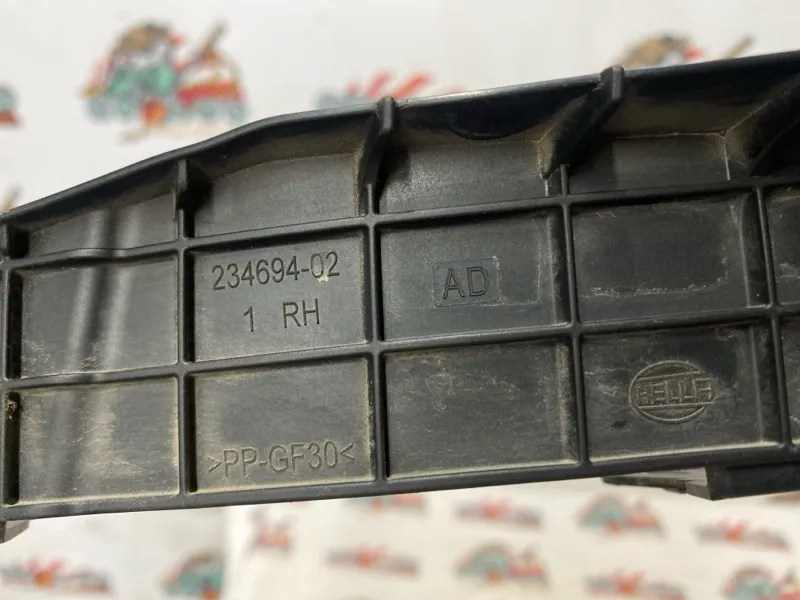 234694-02
1 RH
AD
HELLA
>PP-GF30<